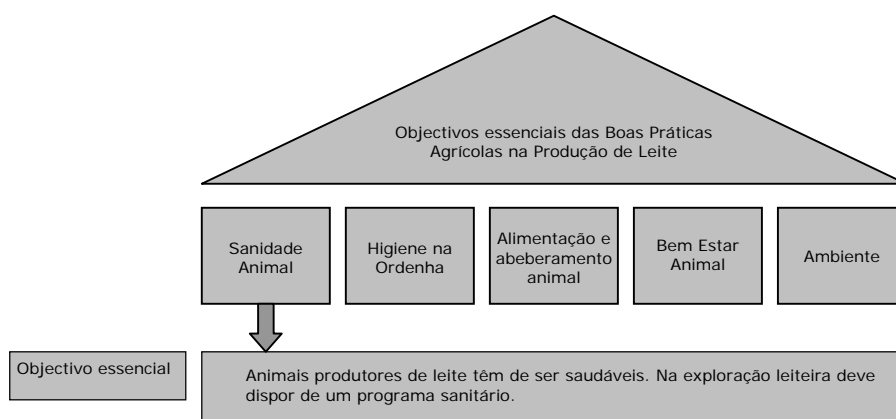 Objectivos essenciais das Boas Práticas
Agrícolas na Produção de Leite
Sanidade
Animal
Higiene na
Ordenha
Alimentação e
abeberamento
animal
Bem Estar
Animal
Ambiente
Objectivo essencial
Animais produtores de leite têm de ser saudáveis. Na exploração leiteira deve
dispor de um programa sanitário.